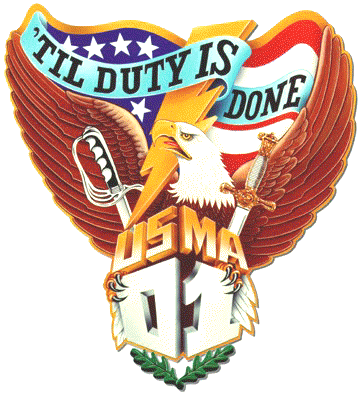 'TIL DUTY IS
DONE
USMA
01